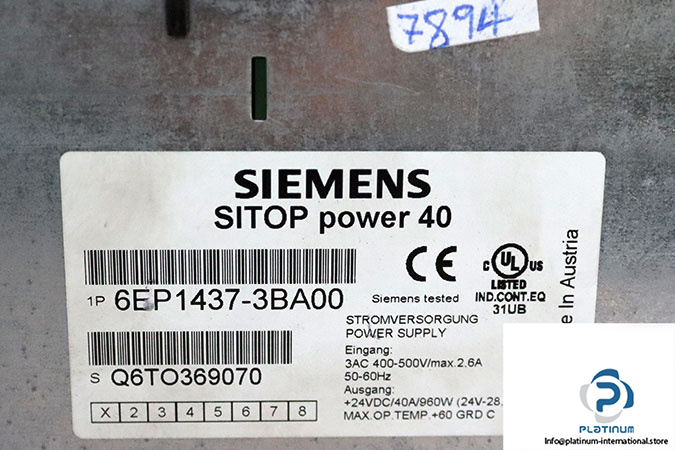 7894
SIEMENS
SITOP power 40
1P 6EP1437-3BA00
Siemens tested
C UL US
LISTED
IND.CONT.EQ
31UB
In Austria
STROMVERSORGUNG
POWER SUPPLY
Eingang:
3AC 400-500V/max.2,6A
50-60Hz
Ausgang:
+24VDC/40A/960W (24V-28,
MAX.OP.TEMP.+60 GRD C
S Q6TO369070
X 2 3 4 5 6 7 8
PLATINUM
Info@platinum-international.store